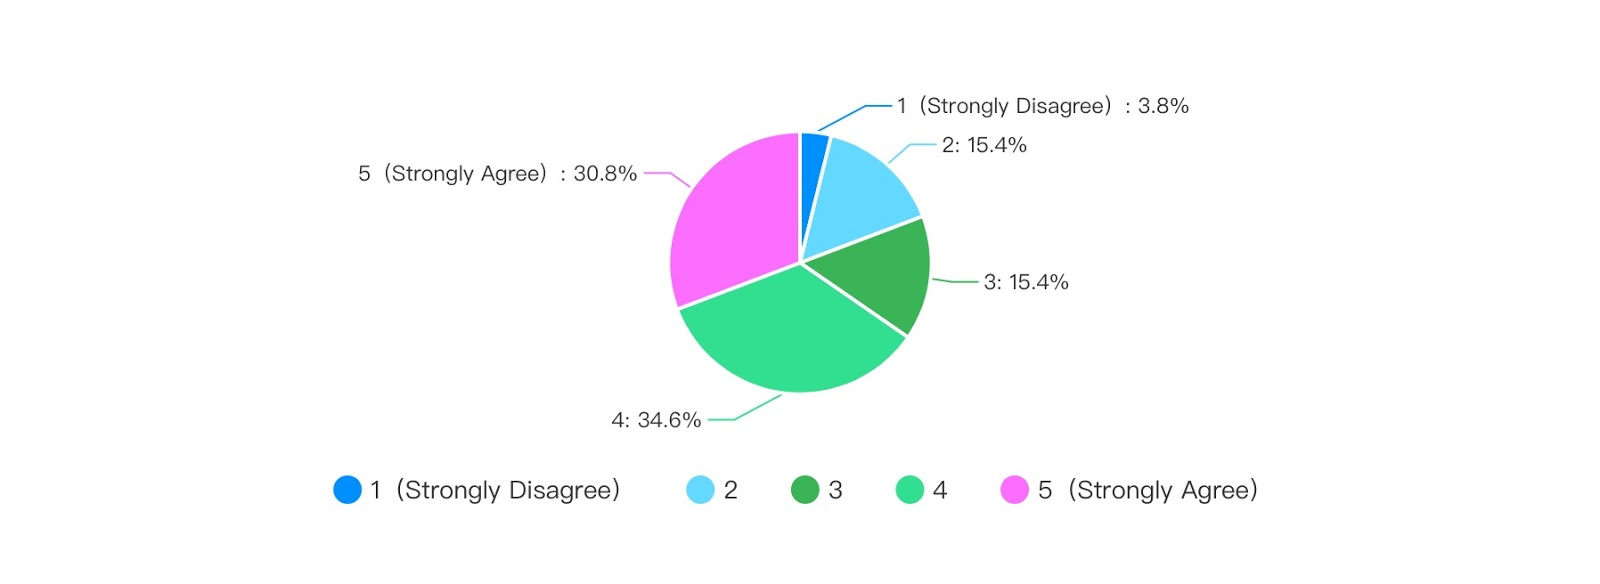 1（Strongly Disagree）: 3.8%
2: 15.4%
5（Strongly Agree）: 30.8%
3: 15.4%
4: 34.6%
1（Strongly Disagree） 2 3 4 5（Strongly Agree）